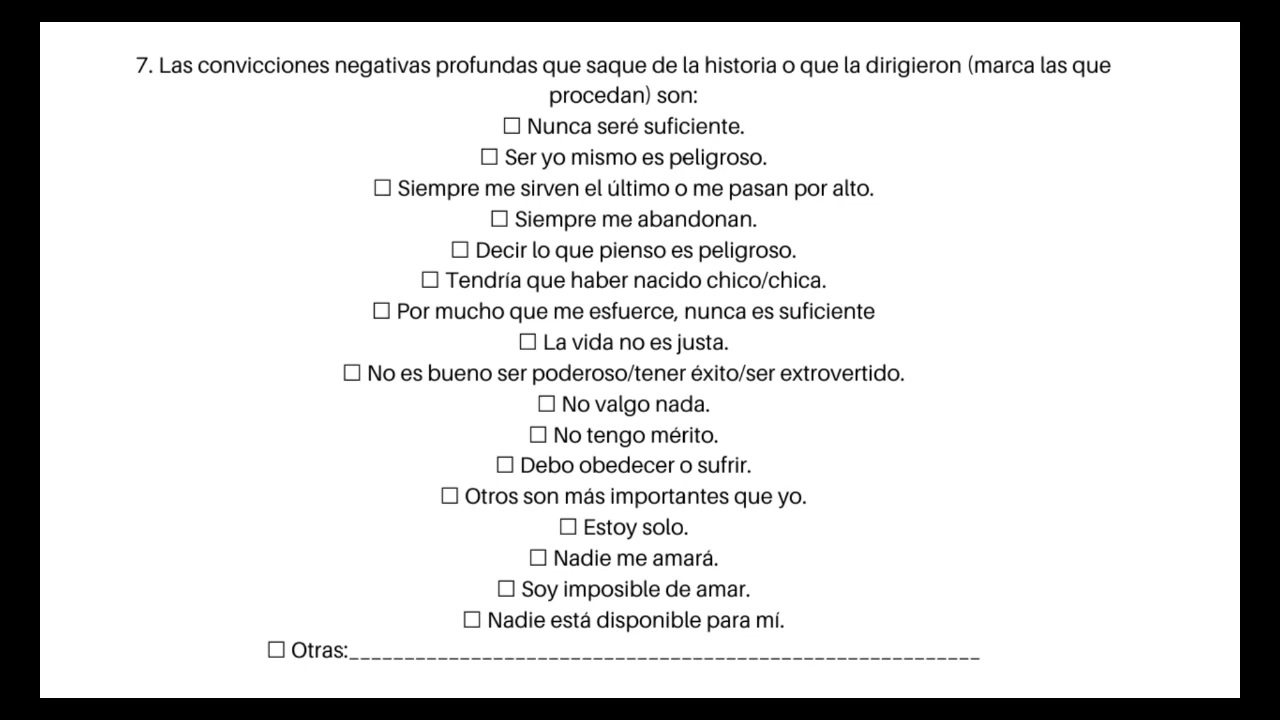 7. Las convicciones negativas profundas que saque de la historia o que la dirigieron (marca las que
procedan) son:
☐ Nunca seré suficiente.
☐ Ser yo mismo es peligroso.
☐ Siempre me sirven el último o me pasan por alto.
☐ Siempre me abandonan.
☐ Decir lo que pienso es peligroso.
☐ Tendría que haber nacido chico/chica.
☐ Por mucho que me esfuerce, nunca es suficiente
☐ La vida no es justa.
☐ No es bueno ser poderoso/tener éxito/ser extrovertido.
☐ No valgo nada.
☐ No tengo mérito.
☐ Debo obedecer o sufrir.
☐ Otros son más importantes que yo.
☐ Estoy solo.
☐ Nadie me amará.
☐ Soy imposible de amar.
☐ Nadie está disponible para mí.
☐ Otras:_________________________________________________________